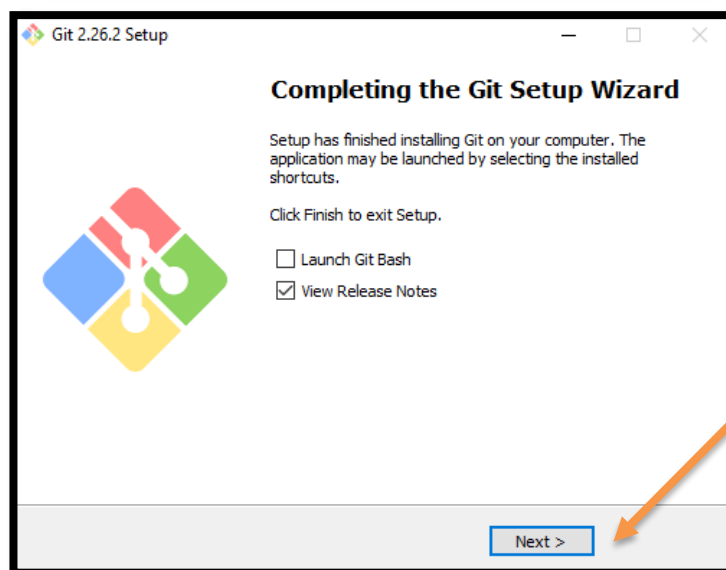 Git 2.26.2 Setup
Completing the Git Setup Wizard
Setup has finished installing Git on your computer. The
application may be launched by selecting the installed
shortcuts.
Click Finish to exit Setup.
Launch Git Bash
View Release Notes
Next >